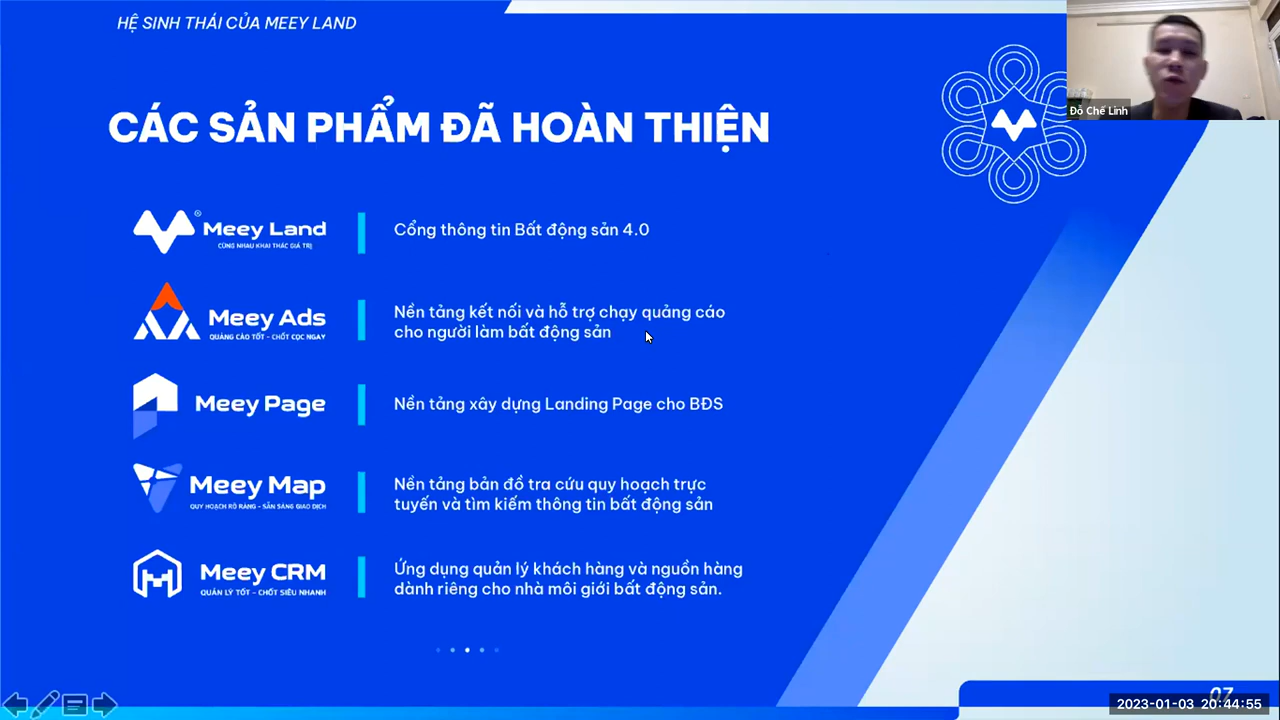 HỆ SINH THÁI CỦA MEEY LAND
Đỗ Chế Linh
CÁC SẢN PHẨM ĐÃ HOÀN THIỆN
Meey Land
CÙNG NHAU KHAI THÁC GIÁ TRỊ
Cổng thông tin Bất động sản 4.0
Meey Ads
QUẢNG CÁO TỐT - CHỐT CỌC NGAY
Nền tảng kết nối và hỗ trợ chạy quảng cáo
cho người làm bất động sản
Meey Page
Nền tảng xây dựng Landing Page cho BĐS
Meey Map
QUY HOẠCH RÕ RÀNG - SẴN SÀNG GIAO DỊCH
Nền tảng bản đồ tra cứu quy hoạch trực
tuyến và tìm kiếm thông tin bất động sản
Meey CRM
QUẢN LÝ TỐT - CHỐT SIÊU NHANH
Ứng dụng quản lý khách hàng và nguồn hàng
dành riêng cho nhà môi giới bất động sản.
07
2023-01-03 20:44:55